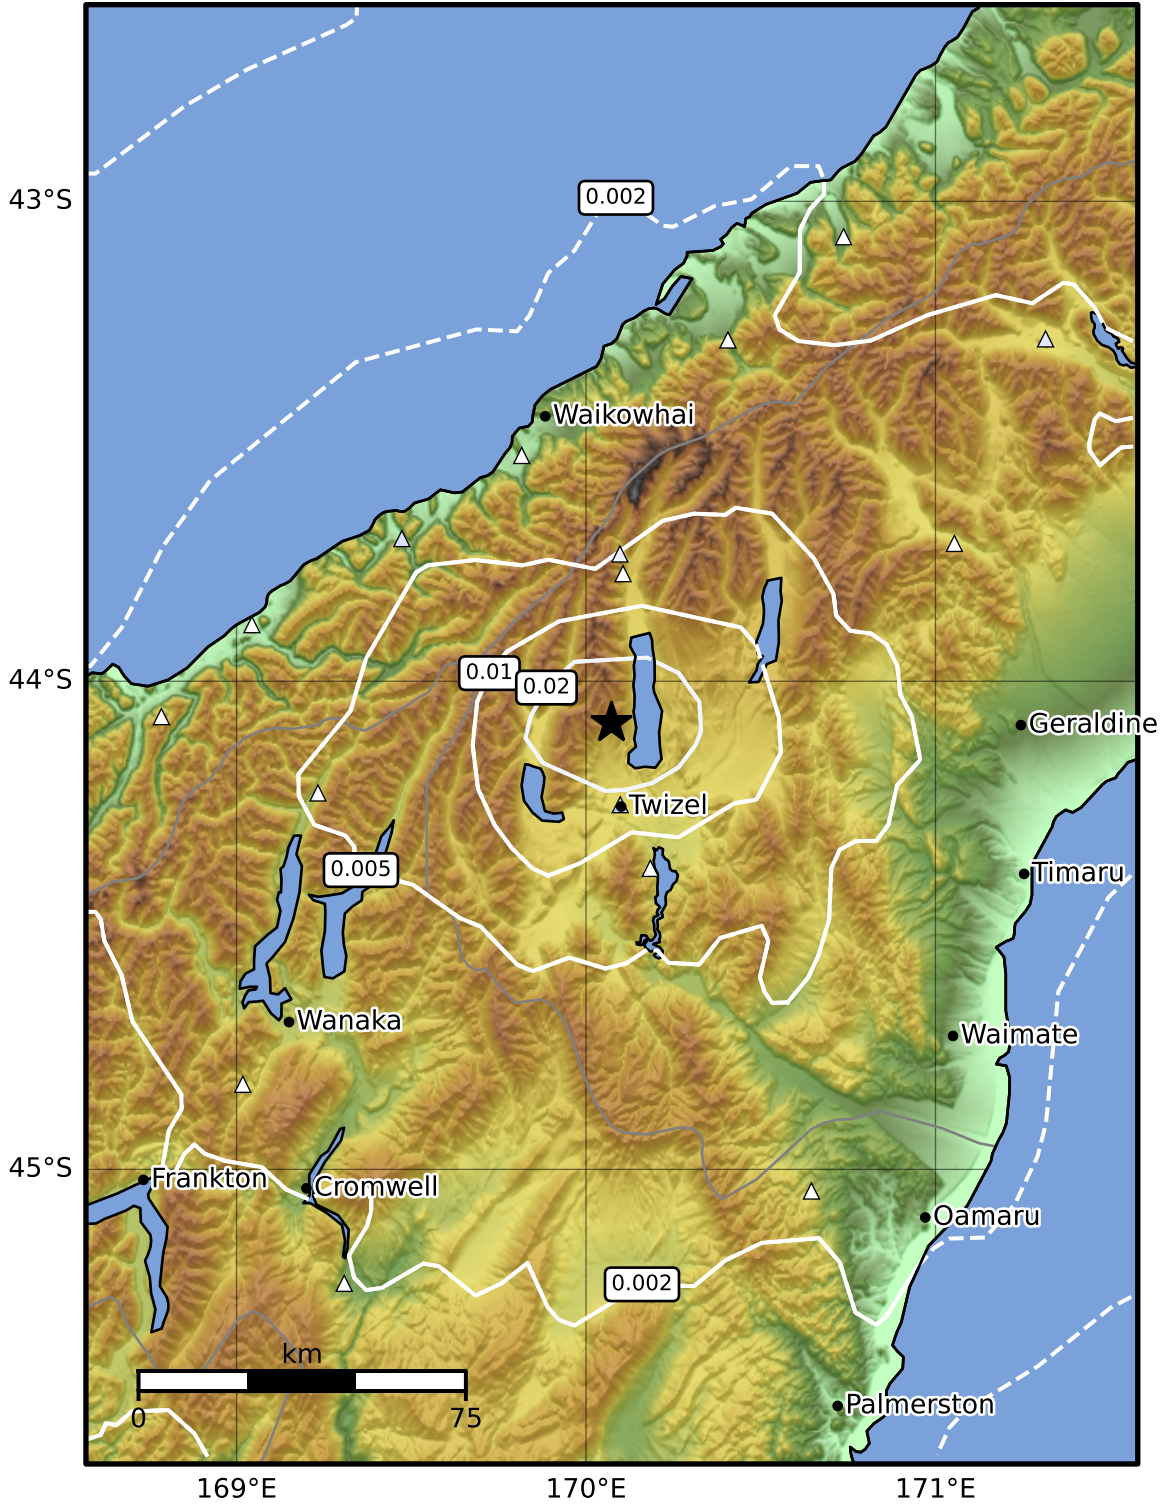 43°S
0.002
Waikowhai
0.01
0.02
44°S
Geraldine
Twizel
0.005
Timaru
Wanaka
Waimate
45°S
Frankton
Cromwell
Oamaru
0.002
km
0
75
Palmerston
169°E
170°E
171°E